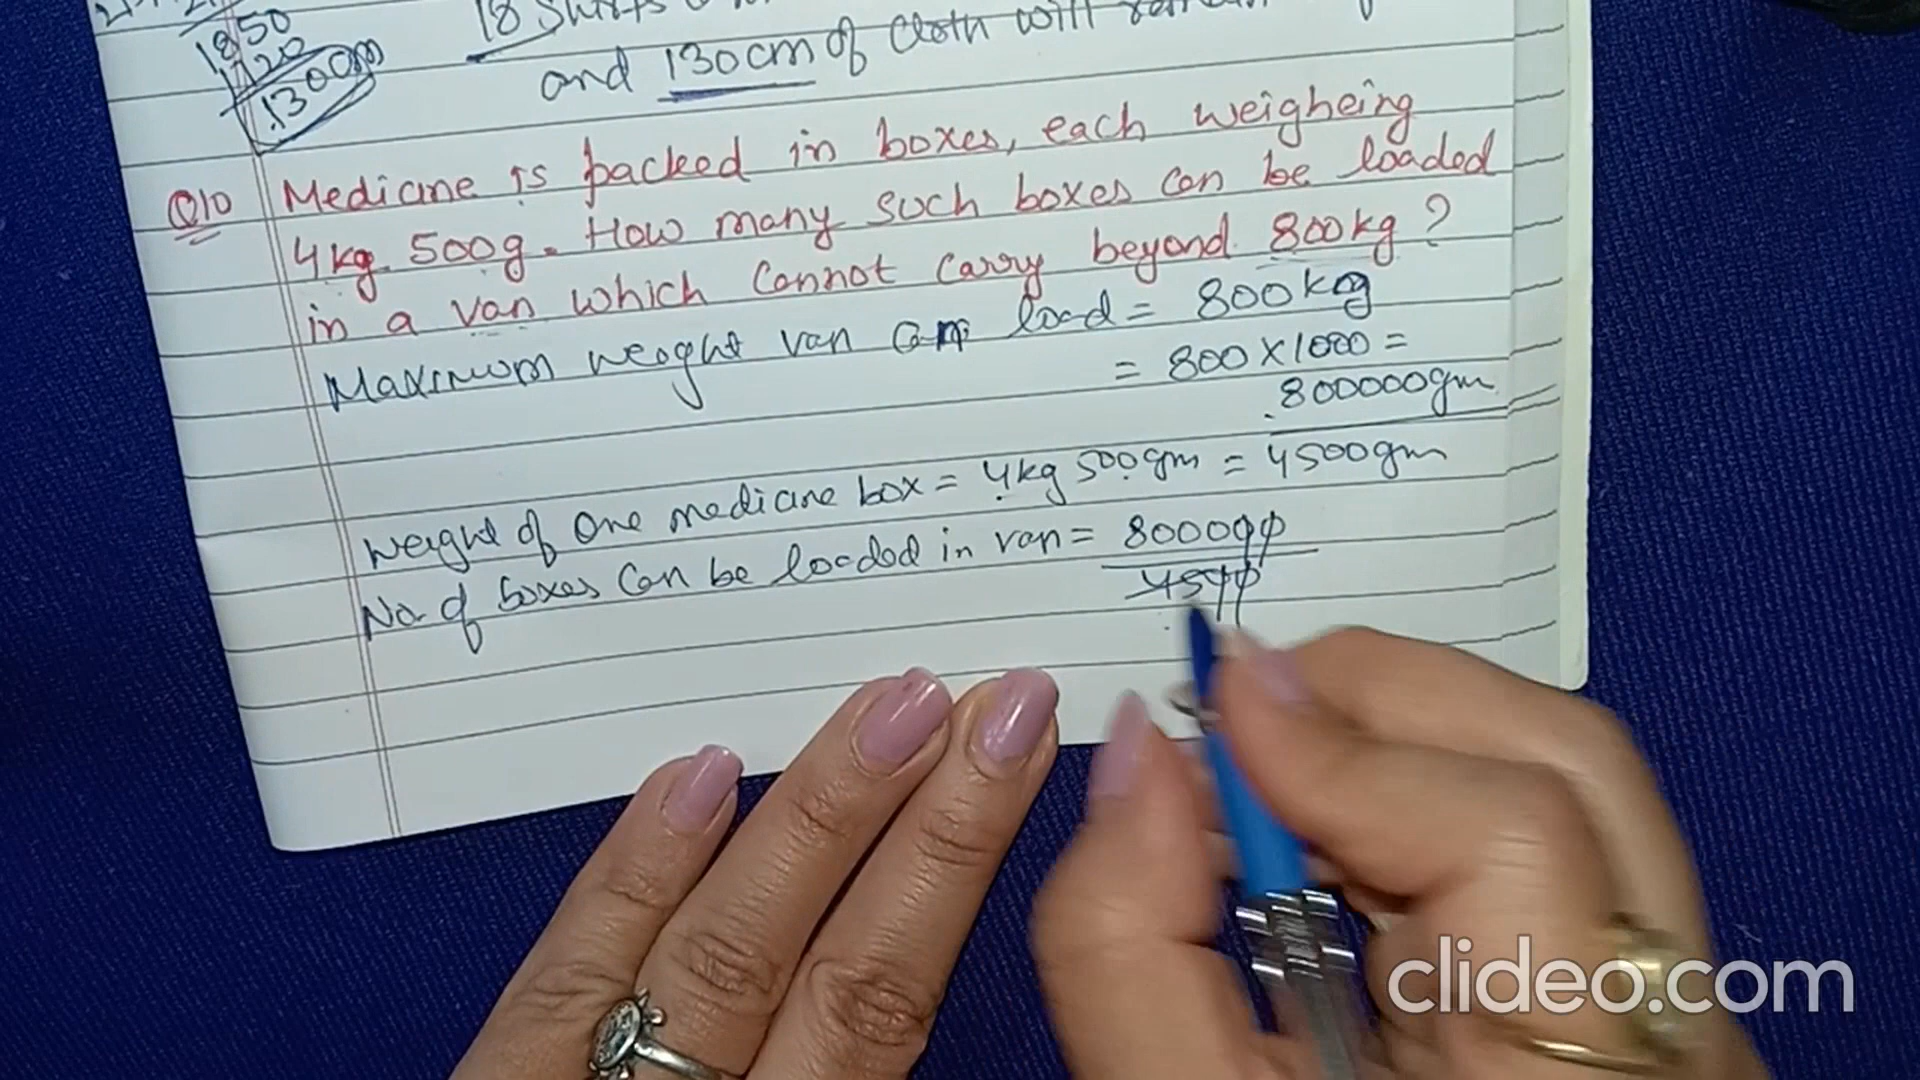 1850
1720
130cm
18
and 130cm of cloth will
Q10 Medicine is packed in boxes, each weigheing
4kg 500g. How many such boxes can be loaded
in a van which cannot carry beyond 800kg?
Maximum weight van can load = 800kg
= 800 X 1000 =
800000gm
Weight of one medicine box = 4kg 500gm = 4500gm
No of boxes can be loaded in van = 800000
4500
clideo.com